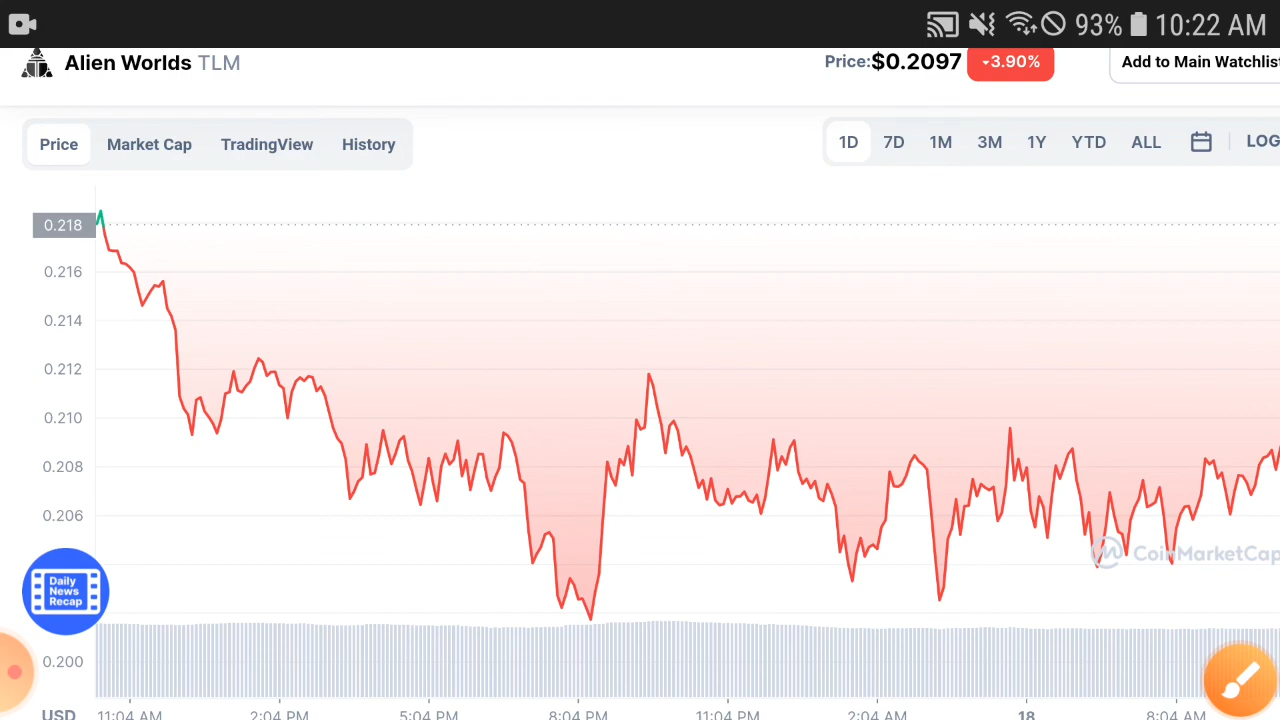 93% 10:22 AM
Alien Worlds TLM
Price:$0.2097 -3.90% Add to Main Watchlist
Price Market Cap TradingView History
1D 7D 1M 3M 1Y YTD ALL LOG
0.218
0.216
0.214
0.212
0.210
0.208
0.206
CoinMarketCap
Daily
News
Recap
0.200
USD 11:04 AM 2:04 PM 5:04 PM 8:04 PM 11:04 PM 2:04 AM 18 8:04 AM